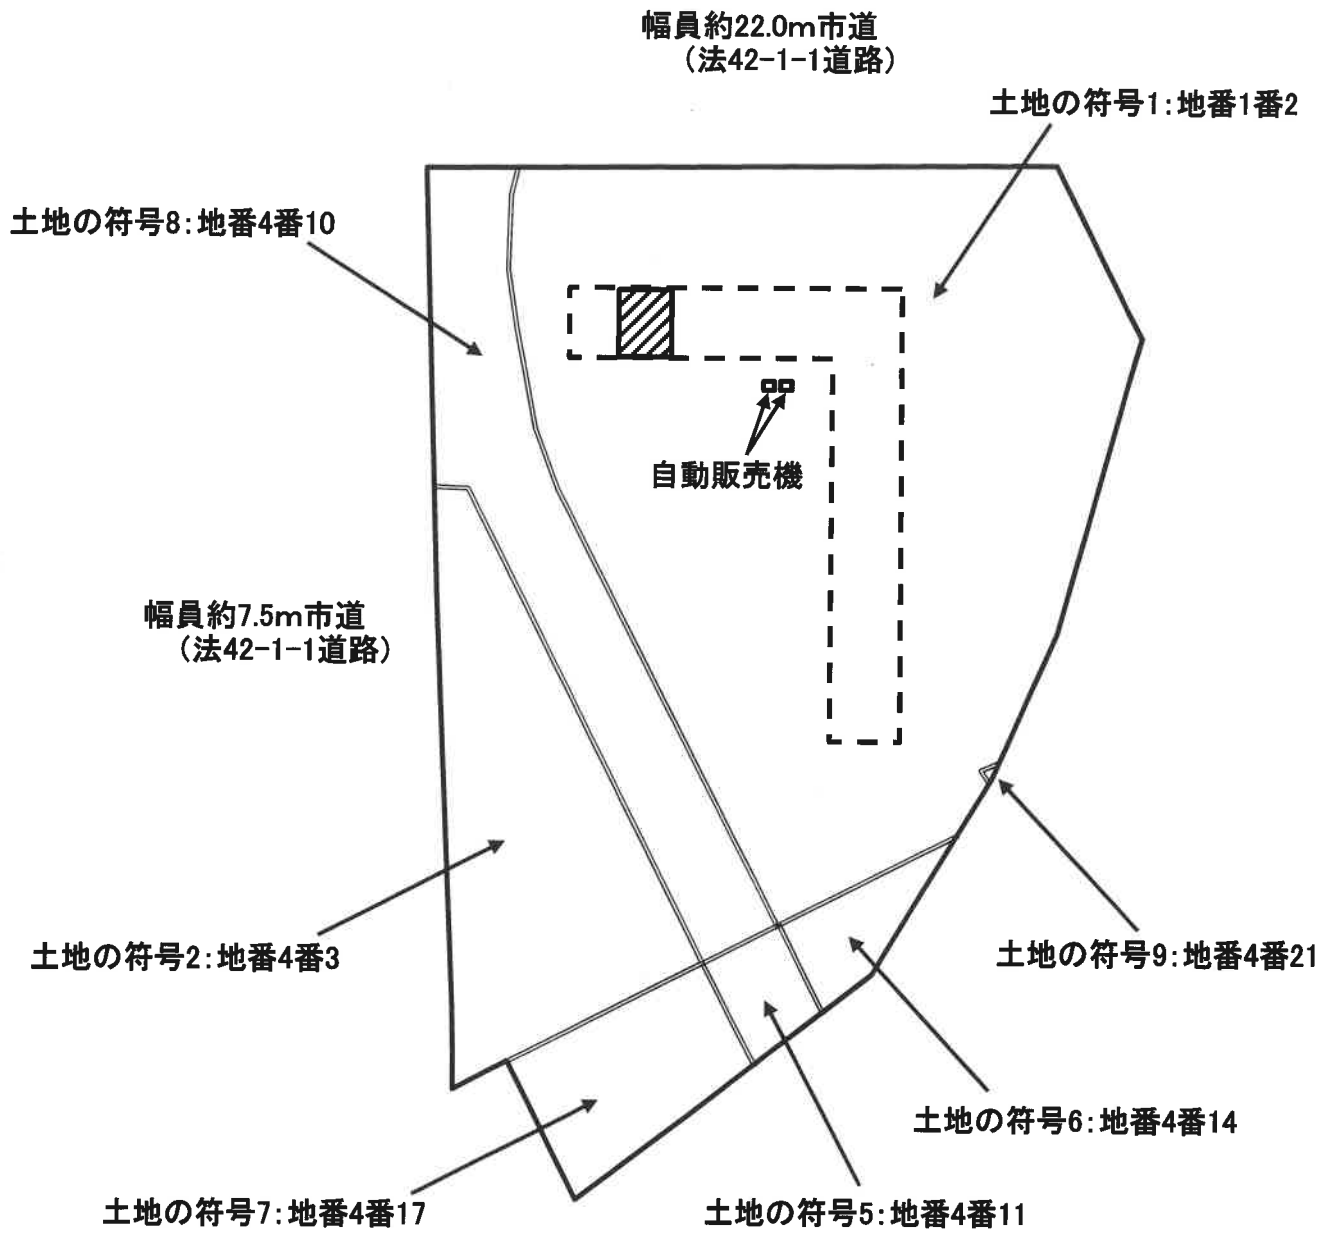 幅員約22.0m市道
（法42-1-1道路）
土地の符号1：地番1番2
土地の符号8：地番4番10
自動販売機
幅員約7.5m市道
（法42-1-1道路）
土地の符号2：地番4番3
土地の符号9：地番4番21
土地の符号6：地番4番14
土地の符号7：地番4番17
土地の符号5：地番4番11